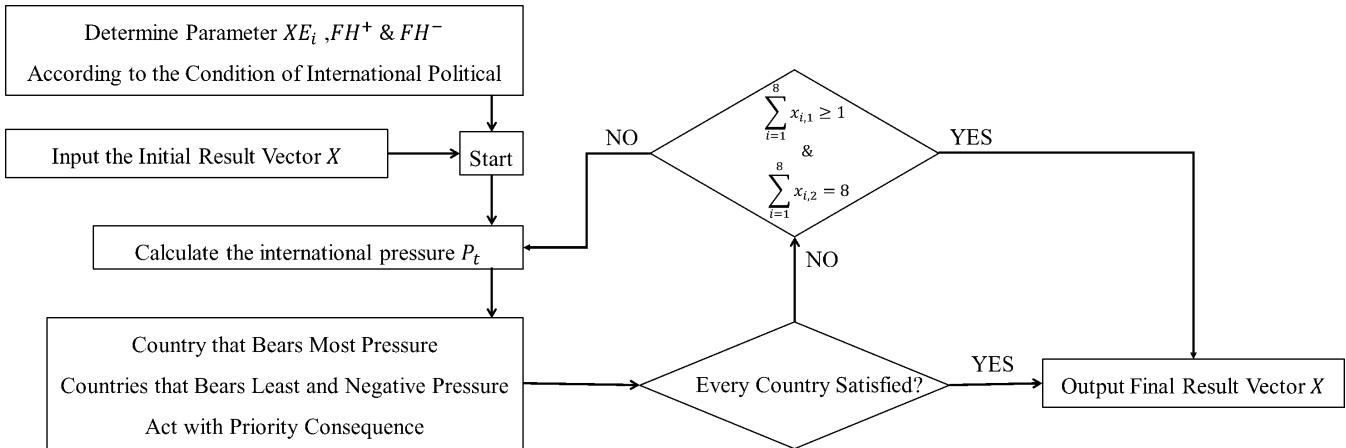 Determine Parameter XE_i ,FH⁺ & FH⁻
According to the Condition of International Political
Input the Initial Result Vector X
Start
Calculate the international pressure P_t
Country that Bears Most Pressure
Countries that Bears Least and Negative Pressure
Act with Priority Consequence
Every Country Satisfied?
NO
YES
∑_{i=1}^{8} x_{i,1} ≥ 1
&
∑_{i=1}^{8} x_{i,2} = 8
NO
YES
Output Final Result Vector X